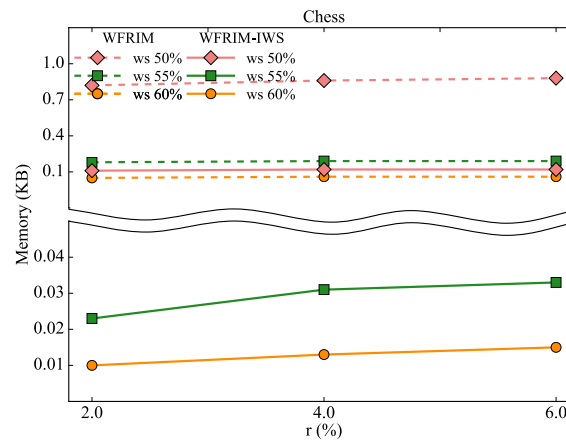 Chess
WFRIM WFRIM-IWS
ws 50% ws 50%
ws 55% ws 55%
ws 60% ws 60%
1.0
0.7
0.4
0.1
Memory (KB)
0.04
0.03
0.02
0.01
2.0 4.0 6.0
r (%)